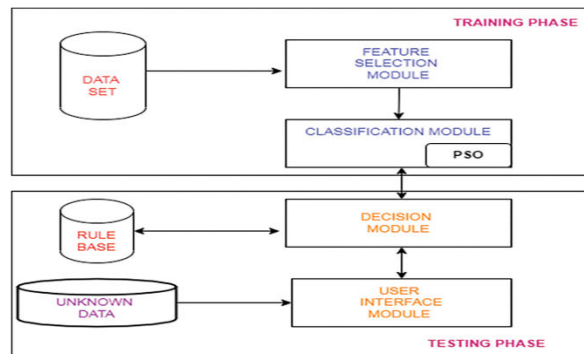 TRAINING PHASE
DATA
SET
FEATURE
SELECTION
MODULE
CLASSIFICATION MODULE
PSO
RULE
BASE
DECISION
MODULE
UNKNOWN
DATA
USER
INTERFACE
MODULE
TESTING PHASE